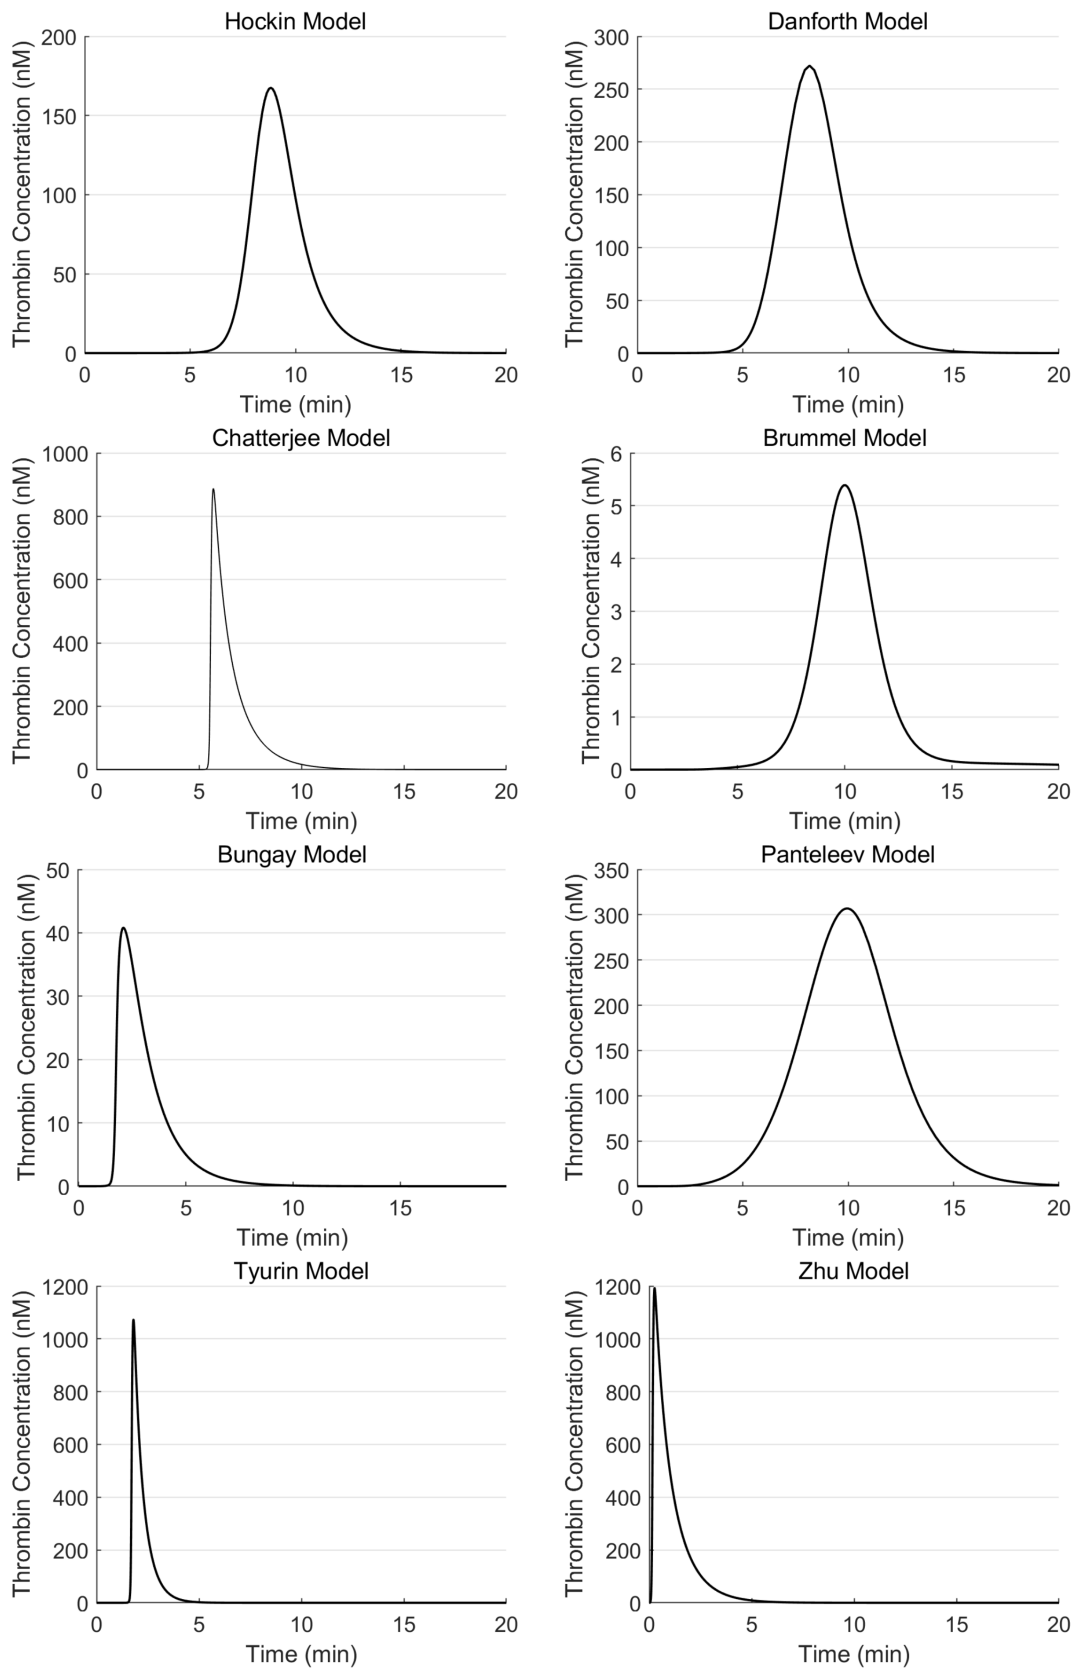 Hockin Model
Thrombin Concentration (nM)
200
150
100
50
0
0 5 10 15 20
Time (min)
Danforth Model
Thrombin Concentration (nM)
300
250
200
150
100
50
0
0 5 10 15 20
Time (min)
Chatterjee Model
Thrombin Concentration (nM)
1000
800
600
400
200
0
0 5 10 15 20
Time (min)
Brummel Model
Thrombin Concentration (nM)
6
5
4
3
2
1
0
0 5 10 15 20
Time (min)
Bungay Model
Thrombin Concentration (nM)
50
40
30
20
10
0
0 5 10 15
Time (min)
Panteleev Model
Thrombin Concentration (nM)
350
300
250
200
150
100
50
0
0 5 10 15 20
Time (min)
Tyurin Model
Thrombin Concentration (nM)
1200
1000
800
600
400
200
0
0 5 10 15 20
Time (min)
Zhu Model
Thrombin Concentration (nM)
1200
1000
800
600
400
200
0
0 5 10 15 20
Time (min)